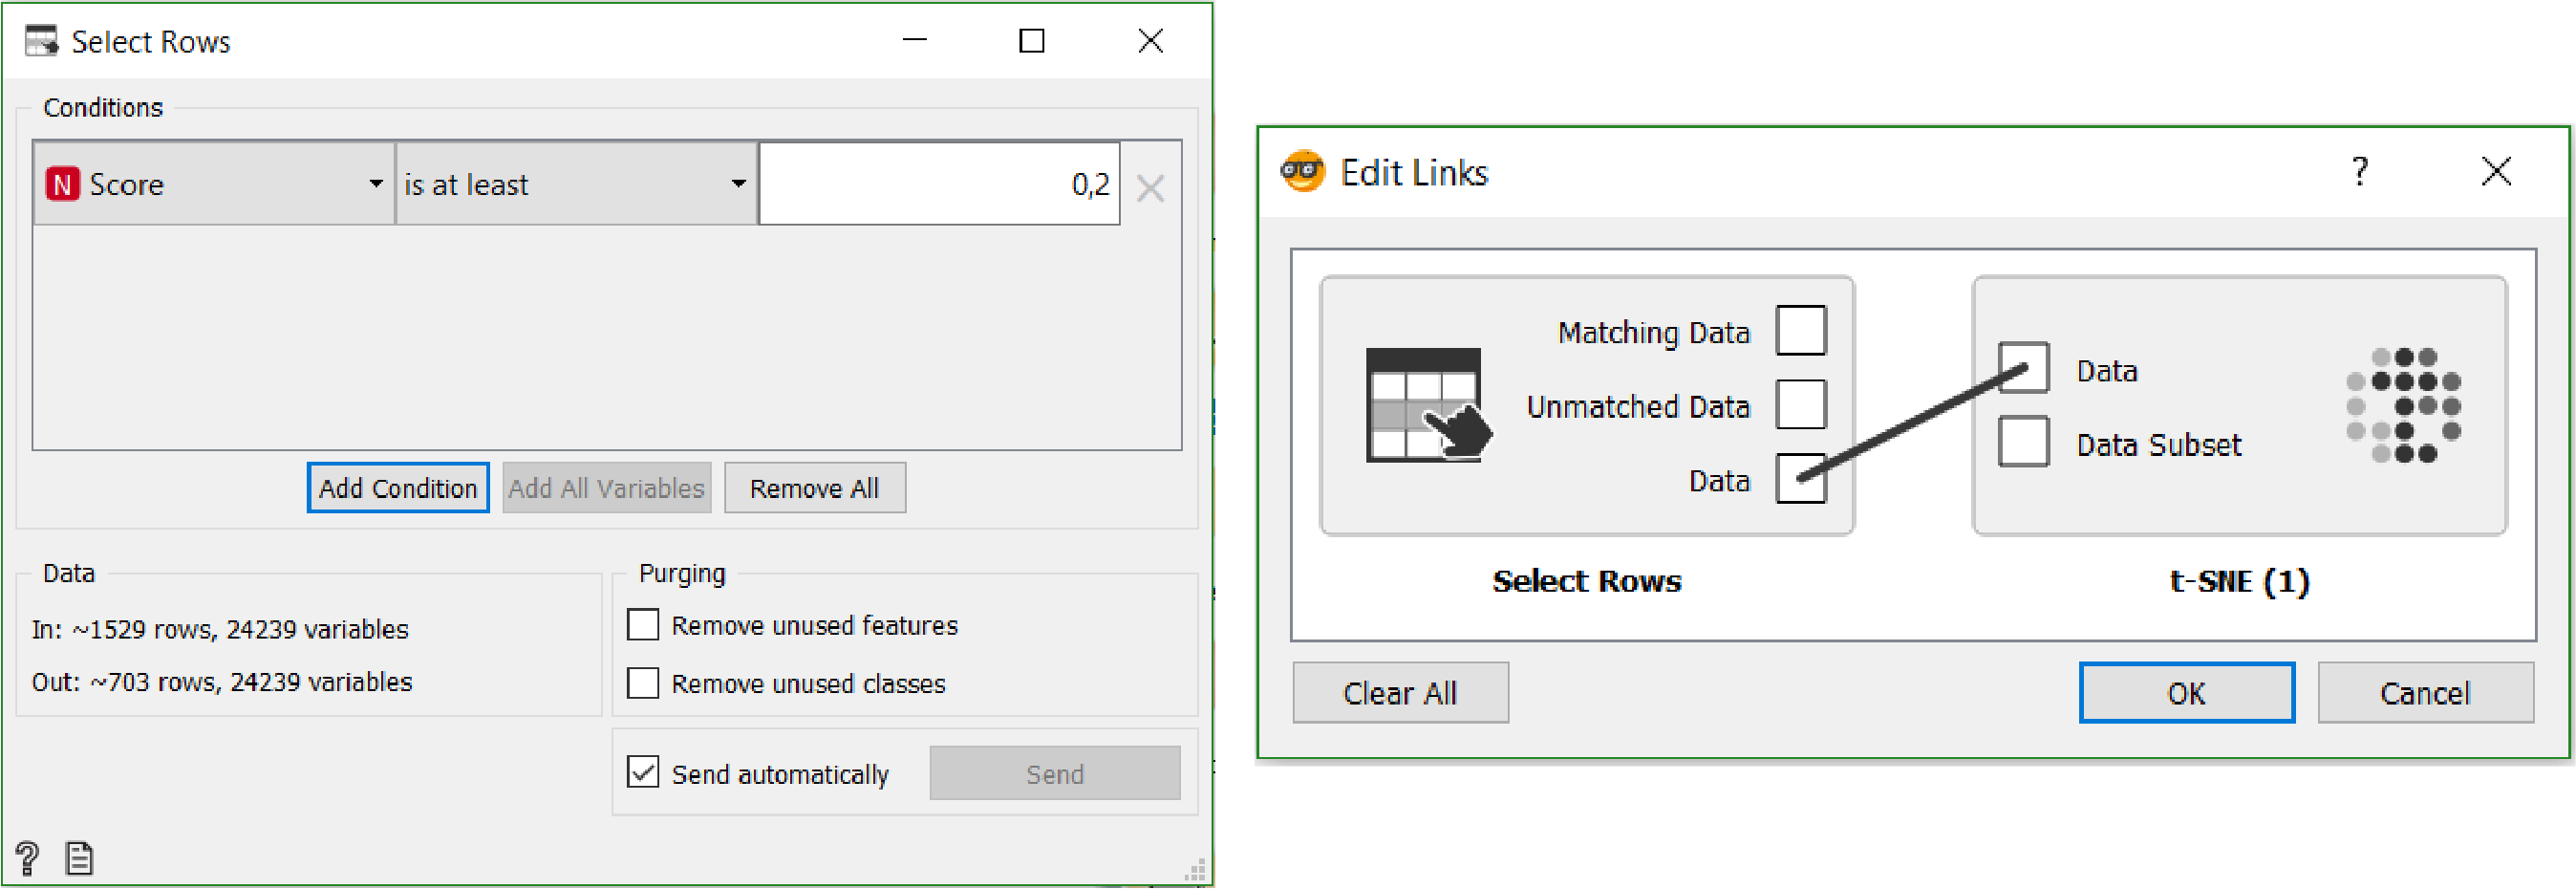 Select Rows
Conditions
N Score is at least 0,2
Add Condition Add All Variables Remove All
Data
In: ~1529 rows, 24239 variables
Out: ~703 rows, 24239 variables
Purging
Remove unused features
Remove unused classes
Send automatically Send
?
Edit Links ?
Matching Data
Unmatched Data
Data
Select Rows
Data
Data Subset
t-SNE (1)
Clear All OK Cancel